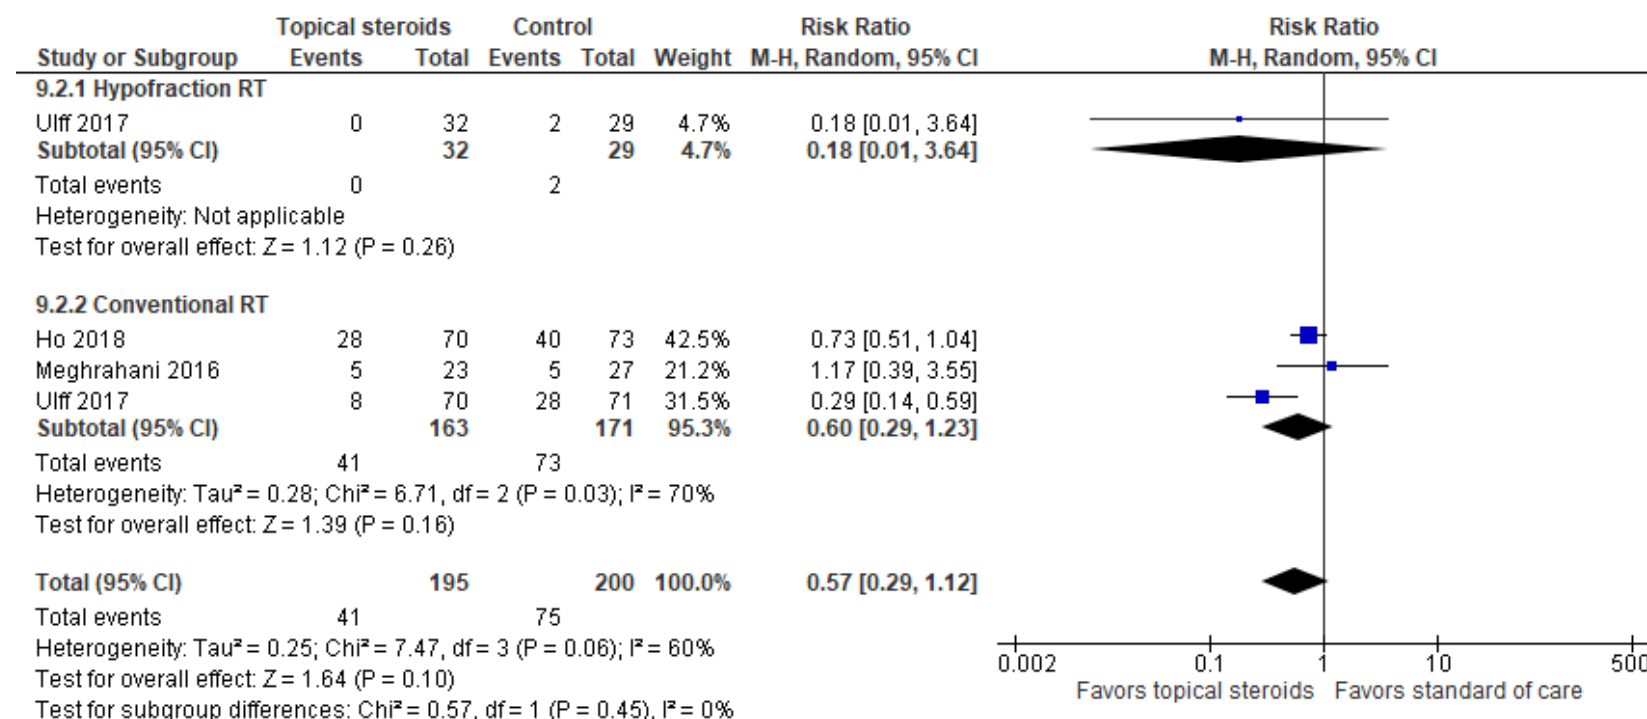 Topical steroids Control Risk Ratio Risk Ratio
Study or Subgroup Events Total Events Total Weight M-H, Random, 95% CI M-H, Random, 95% CI
9.2.1 Hypofraction RT
Ulff 2017 0 32 2 29 4.7% 0.18 [0.01, 3.64]
Subtotal (95% CI) 32 29 4.7% 0.18 [0.01, 3.64]
Total events 0 2
Heterogeneity: Not applicable
Test for overall effect: Z = 1.12 (P = 0.26)
9.2.2 Conventional RT
Ho 2018 28 70 40 73 42.5% 0.73 [0.51, 1.04]
Meghrahani 2016 5 23 5 27 21.2% 1.17 [0.39, 3.55]
Ulff 2017 8 70 28 71 31.5% 0.29 [0.14, 0.59]
Subtotal (95% CI) 163 171 95.3% 0.60 [0.29, 1.23]
Total events 41 73
Heterogeneity: Tau² = 0.28; Chi² = 6.71, df = 2 (P = 0.03); I² = 70%
Test for overall effect: Z = 1.39 (P = 0.16)
Total (95% CI) 195 200 100.0% 0.57 [0.29, 1.12]
Total events 41 75
Heterogeneity: Tau² = 0.25; Chi² = 7.47, df = 3 (P = 0.06); I² = 60%
Test for overall effect: Z = 1.64 (P = 0.10)
Test for subgroup differences: Chi² = 0.57, df = 1 (P = 0.45), I² = 0%
0.002 0.1 1 10 500
Favors topical steroids Favors standard of care